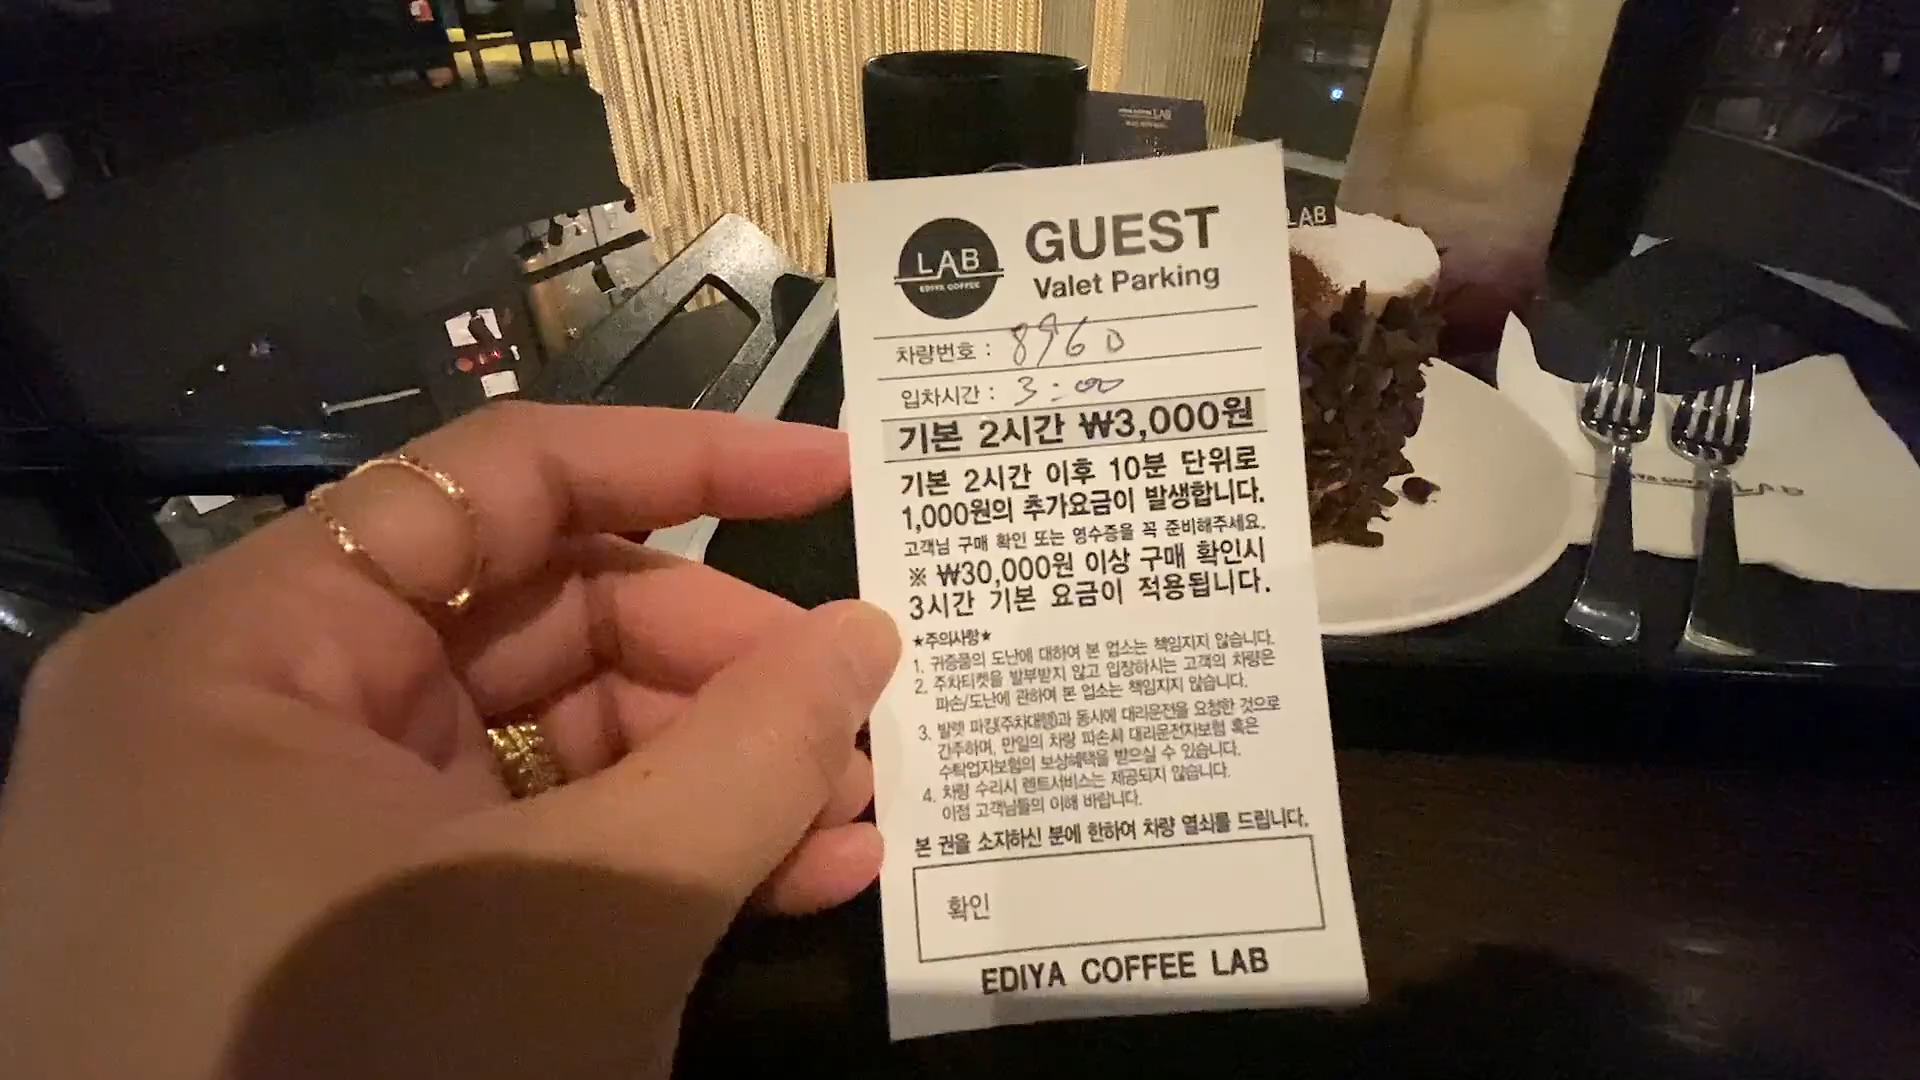 LAB
EDIYA COFFEE
GUEST
Valet Parking
차량번호 : 8960
입차시간 : 3:00
기본 2시간 ₩3,000원
기본 2시간 이후 10분 단위로
1,000원의 추가요금이 발생합니다.
고객님 구매 확인 또는 영수증을 꼭 준비해주세요.
※ ₩30,000원 이상 구매 확인시
3시간 기본 요금이 적용됩니다.
★주의사항★
1. 귀중품의 도난에 대하여 본 업소는 책임지지 않습니다.
2. 주차티켓을 발부받지 않고 입장하시는 고객의 차량은
파손/도난에 관하여 본 업소는 책임지지 않습니다.
3. 발렛 파킹(주차대행)과 동시에 대리운전을 요청한 것으로
간주하며, 만일의 차량 파손시 대리운전자보험 혹은
수탁업자보험의 보상혜택을 받으실 수 있습니다.
4. 차량 수리시 렌트서비스는 제공되지 않습니다.
이점 고객님들의 이해 바랍니다.
본 권을 소지하신 분에 한하여 차량 열쇠를 드립니다.
확인
EDIYA COFFEE LAB
LAB
LAB